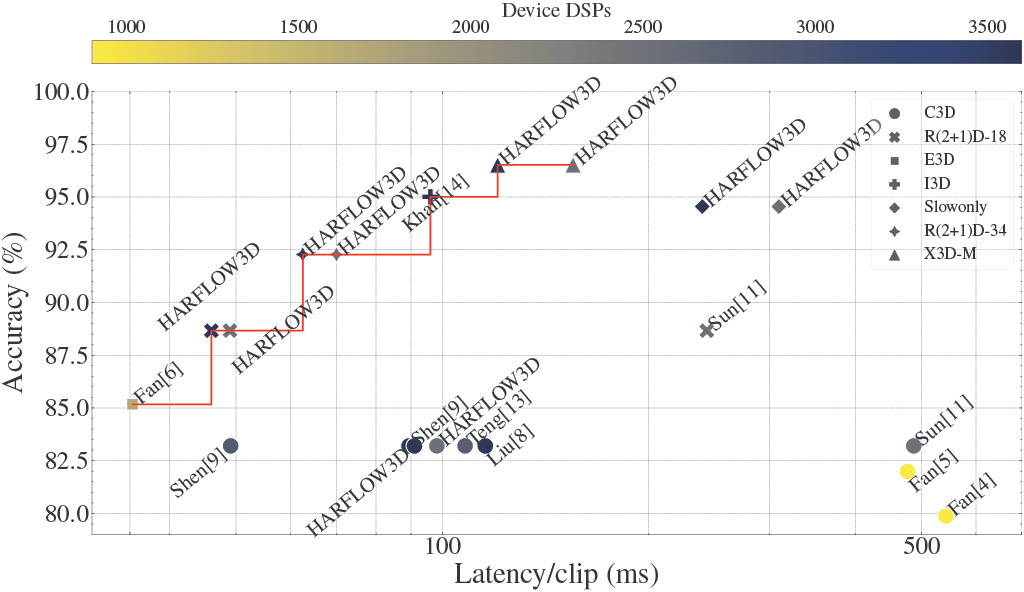 Device DSPs
1000 1500 2000 2500 3000 3500
Accuracy (%)
100.0
97.5
95.0
92.5
90.0
87.5
85.0
82.5
80.0
HARFLOW3D
HARFLOW3D
HARFLOW3D
HARFLOW3D
HARFLOW3D
HARFLOW3D
Khan[14]
HARFLOW3D
HARFLOW3D
Sun[11]
Fan[6]
Shen[9]
HARFLOW3D
Shen[9]
HARFLOW3D
Teng[13]
Liu[8]
Sun[11]
Fan[5]
Fan[4]
C3D
R(2+1)D-18
E3D
I3D
Slowonly
R(2+1)D-34
X3D-M
100 500
Latency/clip (ms)